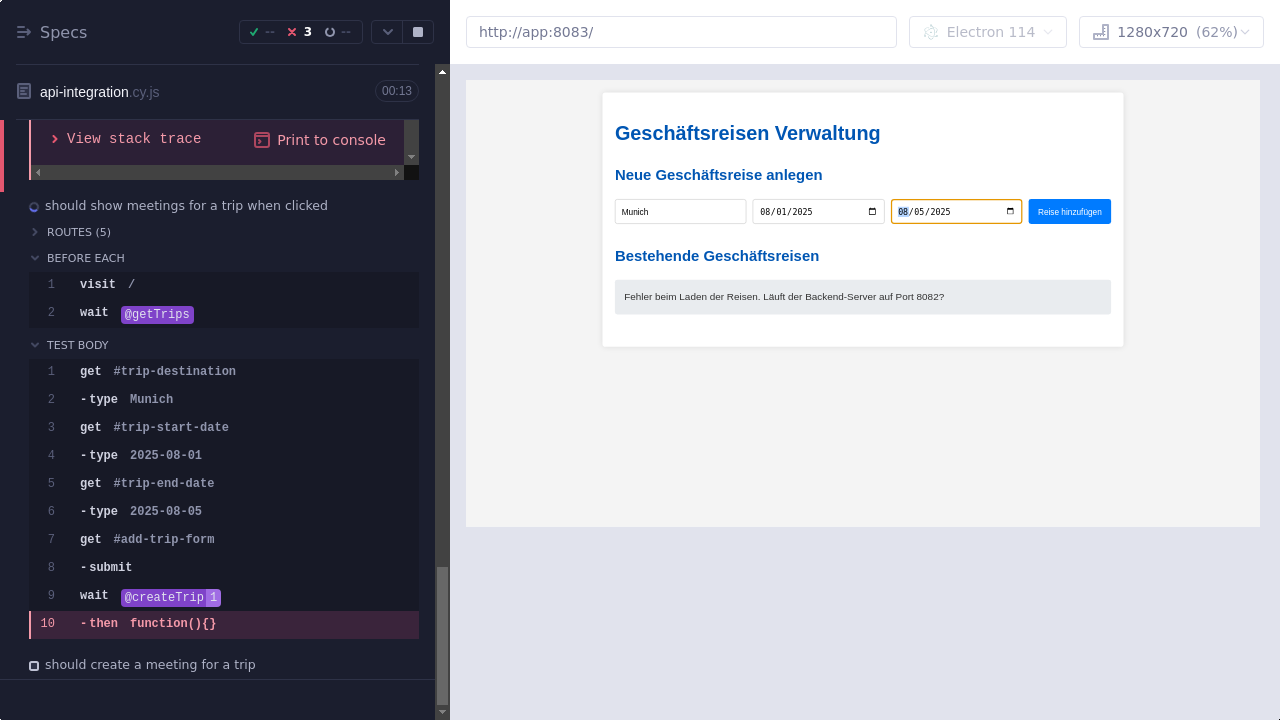 Specs
--
3
--
api-integration.cy.js
00:13
View stack trace
Print to console
should show meetings for a trip when clicked
ROUTES (5)
BEFORE EACH
1 visit /
2 wait @getTrips
TEST BODY
1 get #trip-destination
2 -type Munich
3 get #trip-start-date
4 -type 2025-08-01
5 get #trip-end-date
6 -type 2025-08-05
7 get #add-trip-form
8 -submit
9 wait @createTrip 1
10 -then function(){}
should create a meeting for a trip
http://app:8083/
Electron 114
1280x720 (62%)
Geschäftsreisen Verwaltung
Neue Geschäftsreise anlegen
Munich
08/01/2025
08/05/2025
Reise hinzufügen
Bestehende Geschäftsreisen
Fehler beim Laden der Reisen. Läuft der Backend-Server auf Port 8082?